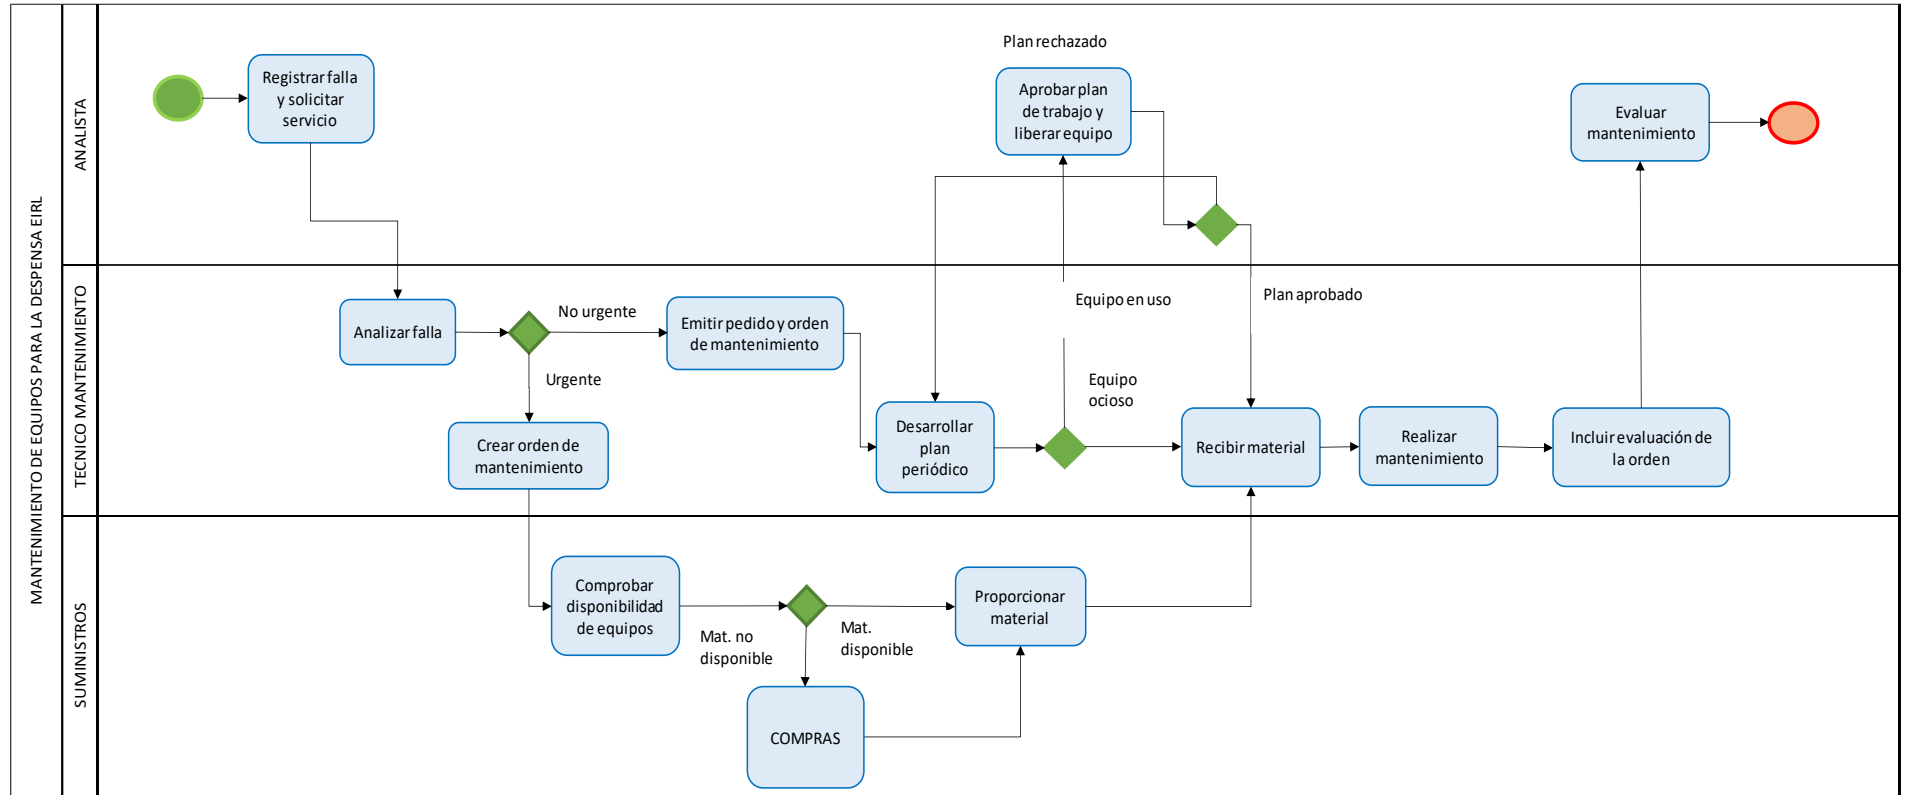 MANTENIMIENTO DE EQUIPOS PARA LA DESPENSA EIRL
ANALISTA
Registrar falla
y solicitar
servicio
Plan rechazado
Aprobar plan
de trabajo y
liberar equipo
Evaluar
mantenimiento
TECNICO MANTENIMIENTO
Analizar falla
No urgente
Urgente
Emitir pedido y orden
de mantenimiento
Crear orden de
mantenimiento
Desarrollar
plan
periódico
Equipo en uso
Equipo
ocioso
Plan aprobado
Recibir material
Realizar
mantenimiento
Incluir evaluación de
la orden
SUMINISTROS
Comprobar
disponibilidad
de equipos
Mat. no
disponible
Mat.
disponible
Proporcionar
material
COMPRAS